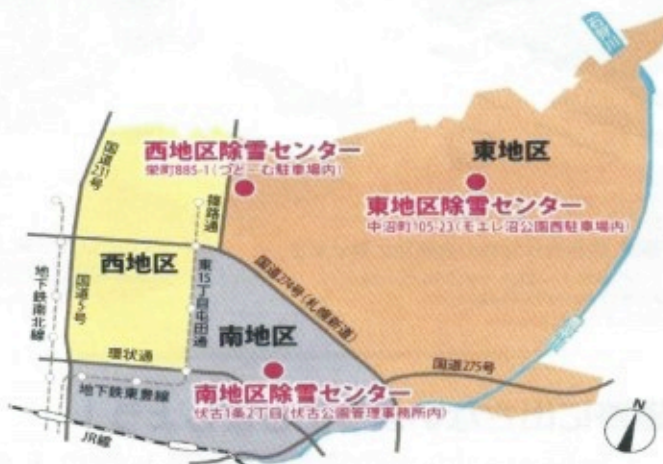 石狩川
国道231号
西地区除雪センター
栄町885-1(つどーむ駐車場内)
東地区
東地区除雪センター
中沼町105-23(モエレ沼公園西駐車場内)
篠路通
西地区
地下鉄南北線
国道5号
東15丁目屯田通
国道274号(札幌新道)
南地区
環状通
国道275号
地下鉄東豊線
南地区除雪センター
伏古1条2丁目(伏古公園管理事務所内)
JR線
N